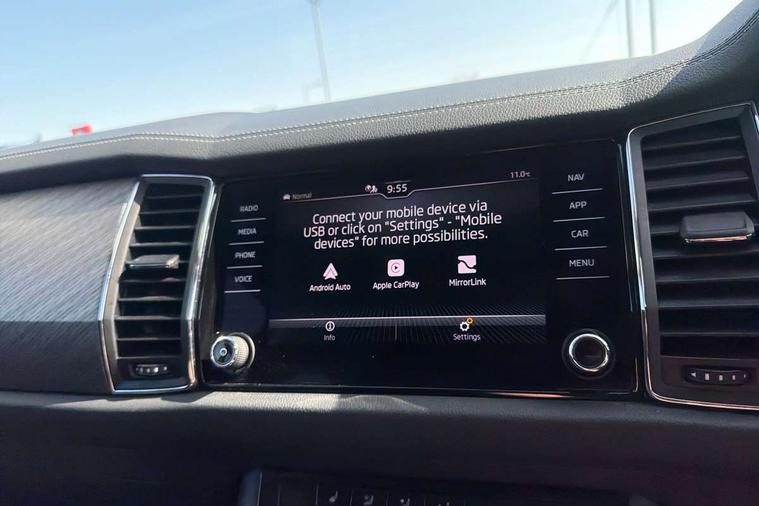 Normal
9:55
11.0°C
Connect your mobile device via
USB or click on "Settings" - "Mobile
devices" for more possibilities.
Android Auto
Apple CarPlay
MirrorLink
Info
Settings
RADIO
MEDIA
PHONE
VOICE
NAV
APP
CAR
MENU